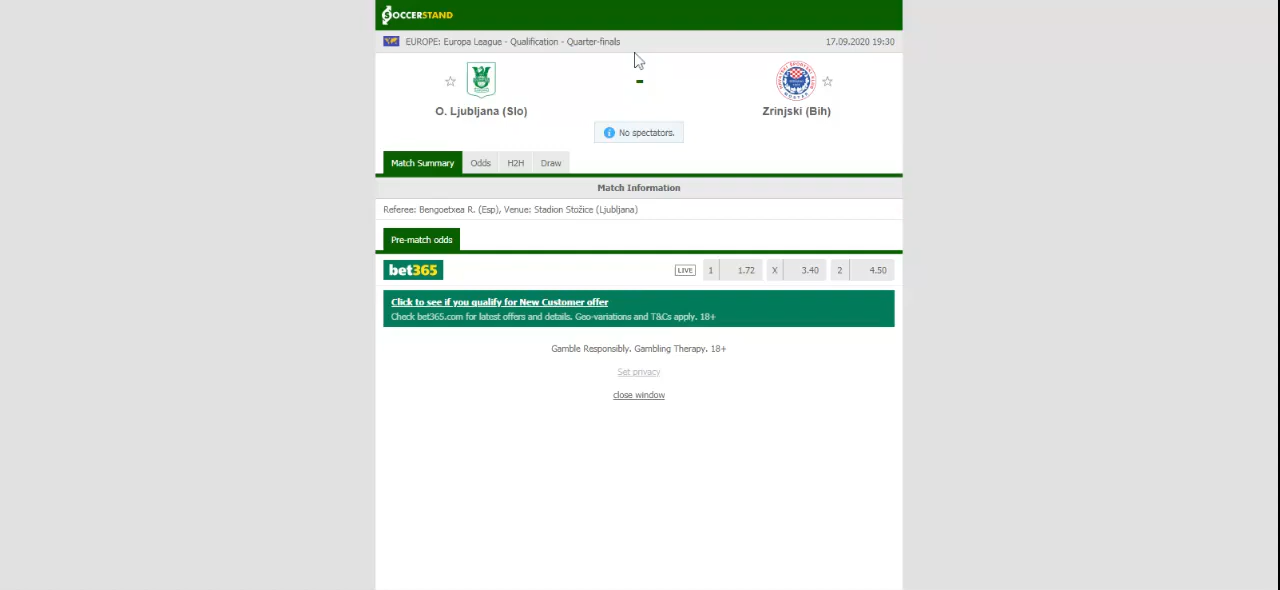 SOCCERSTAND
EUROPE: Europa League - Qualification - Quarter-finals 17.09.2020 19:30
-
O. Ljubljana (Slo) Zrinjski (Bih)
No spectators.
Match Summary Odds H2H Draw
Match Information
Referee: Bengoetxea R. (Esp), Venue: Stadion Stožice (Ljubljana)
Pre-match odds
bet365 LIVE 1 1.72 X 3.40 2 4.50
Click to see if you qualify for New Customer offer
Check bet365.com for latest offers and details. Geo-variations and T&Cs apply. 18+
Gamble Responsibly. Gambling Therapy. 18+
Set privacy
close window